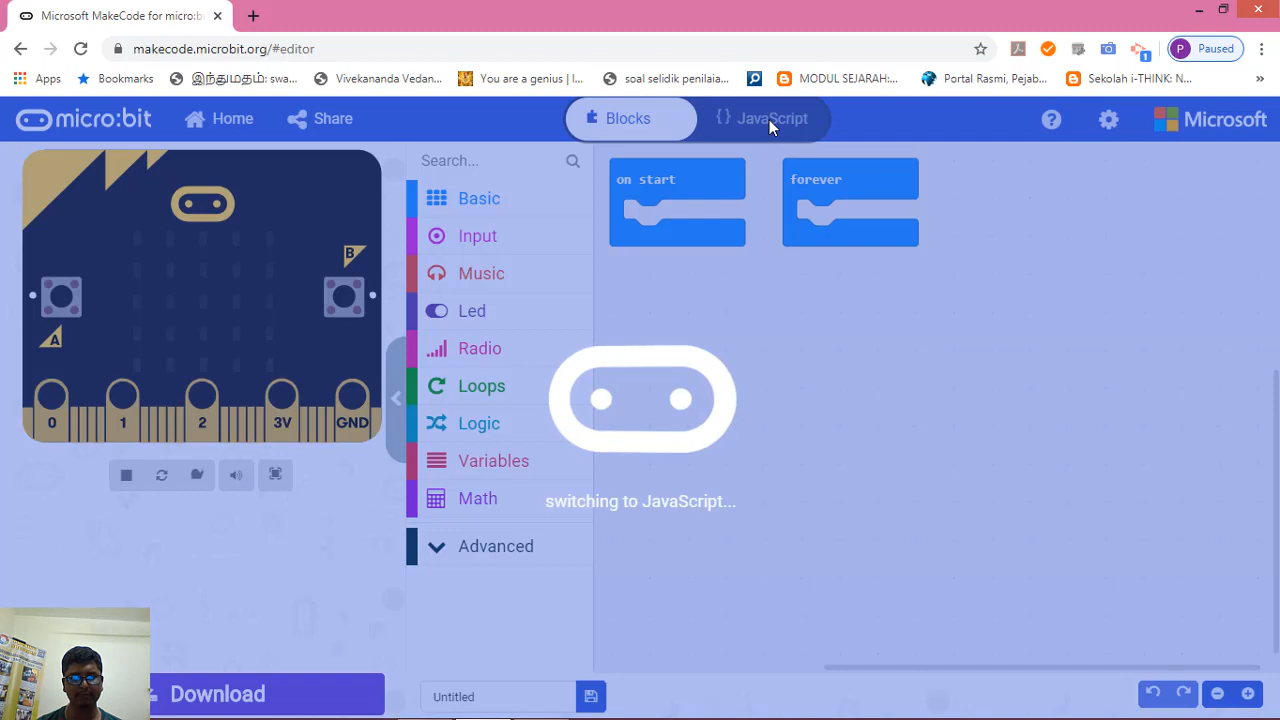 Microsoft MakeCode for micro:b
makecode.microbit.org/#editor
P Paused
Apps
Bookmarks
இந்துமதம்: swa...
Vivekananda Vedan...
You are a genius | I...
soal selidik penilaia...
MODUL SEJARAH:...
Portal Rasmi, Pejab...
Sekolah i-THINK: N...
micro:bit
Home
Share
Blocks
{} JavaScript
?
Microsoft
Search...
Basic
Input
Music
Led
Radio
Loops
Logic
Variables
Math
Advanced
on start
forever
B
A
0 1 2 3V GND
switching to JavaScript...
Download
Untitled
1